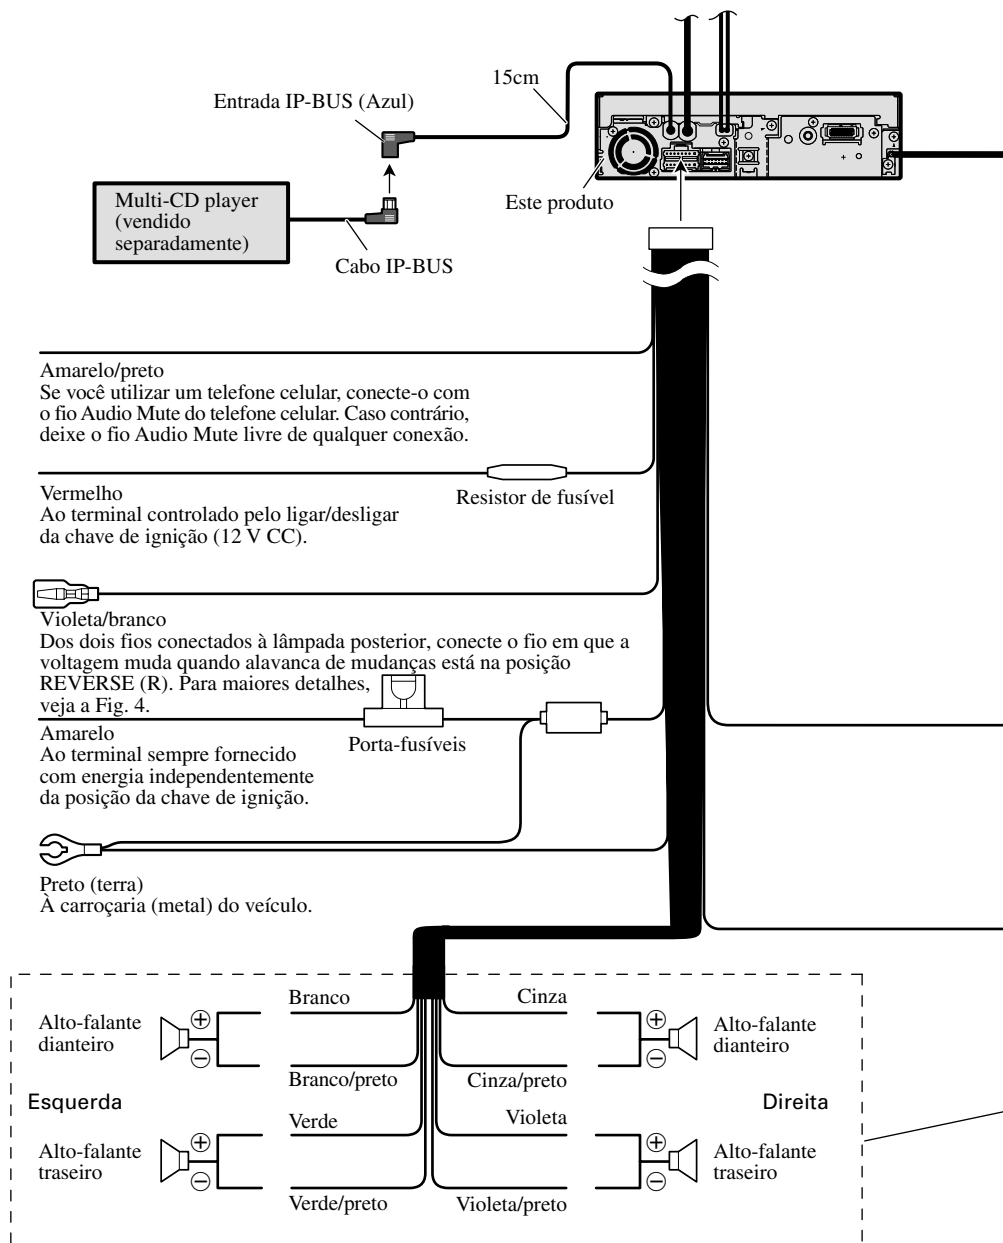 15cm
Entrada IP-BUS (Azul)
Multi-CD player
(vendido
separadamente)
Este produto
Cabo IP-BUS
Amarelo/preto
Se você utilizar um telefone celular, conecte-o com
o fio Audio Mute do telefone celular. Caso contrário,
deixe o fio Audio Mute livre de qualquer conexão.
Vermelho
Ao terminal controlado pelo ligar/desligar
da chave de ignição (12 V CC).
Resistor de fusível
Violeta/branco
Dos dois fios conectados à lâmpada posterior, conecte o fio em que a
voltagem muda quando alavanca de mudanças está na posição
REVERSE (R). Para maiores detalhes,
veja a Fig. 4.
Amarelo
Ao terminal sempre fornecido
com energia independentemente
da posição da chave de ignição.
Porta-fusíveis
Preto (terra)
À carroçaria (metal) do veículo.
Branco
Cinza
Alto-falante
dianteiro
⊕
⊖
⊕
⊖
Alto-falante
dianteiro
Branco/preto
Cinza/preto
Esquerda
Direita
Verde
Violeta
Alto-falante
traseiro
⊕
⊖
⊕
⊖
Alto-falante
traseiro
Verde/preto
Violeta/preto